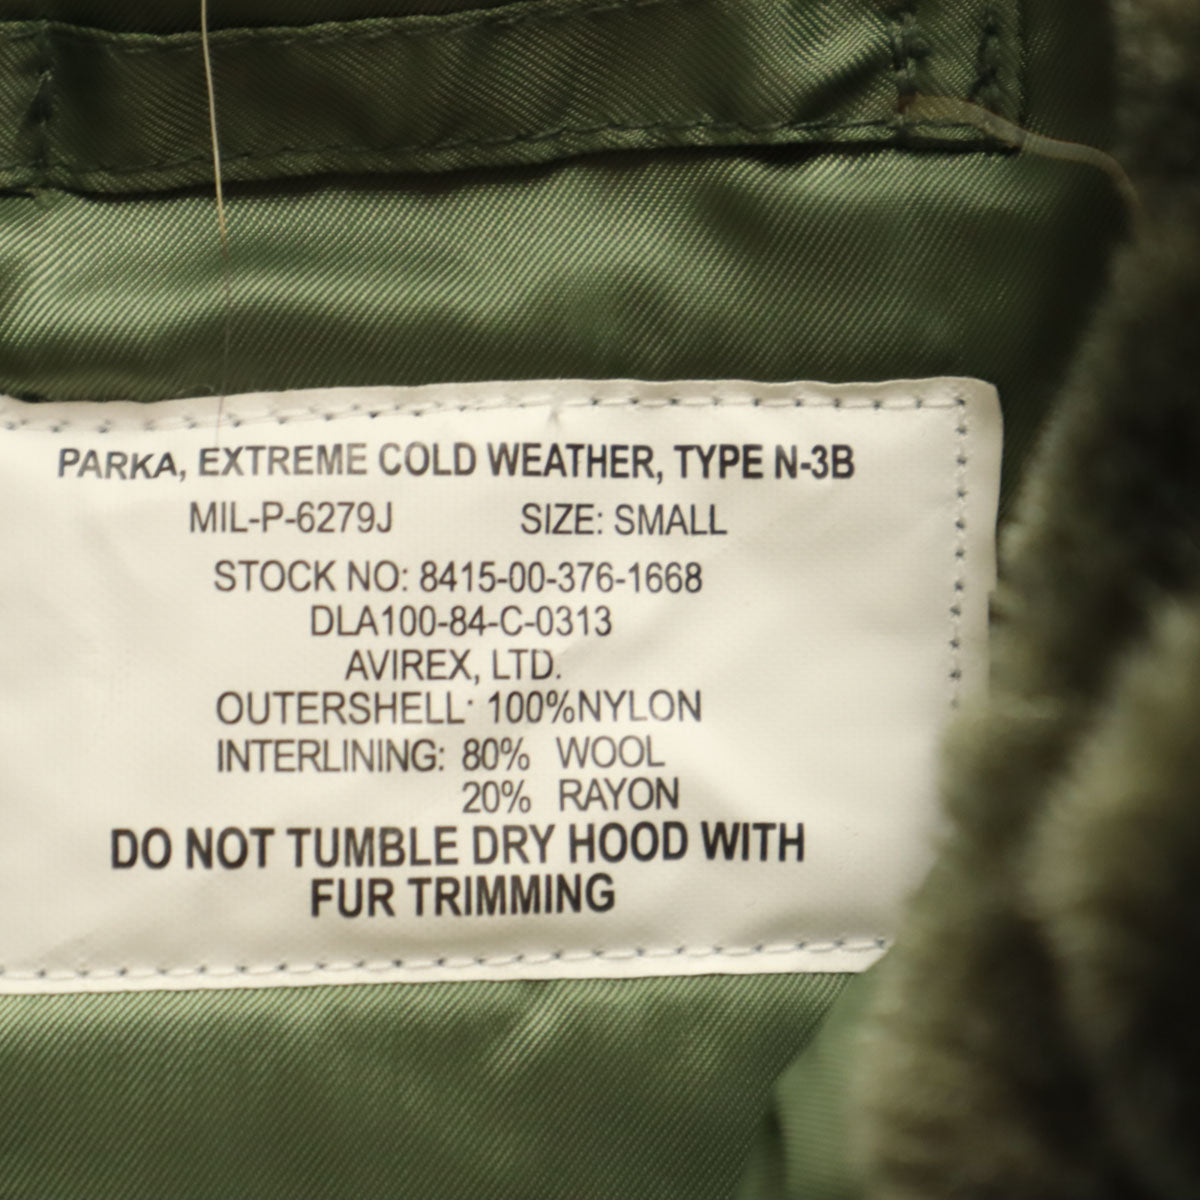 PARKA, EXTREME COLD WEATHER, TYPE N-3B
MIL-P-6279J SIZE: SMALL
STOCK NO: 8415-00-376-1668
DLA100-84-C-0313
AVIREX, LTD.
OUTERSHELL: 100%NYLON
INTERLINING: 80% WOOL
20% RAYON
DO NOT TUMBLE DRY HOOD WITH
FUR TRIMMING